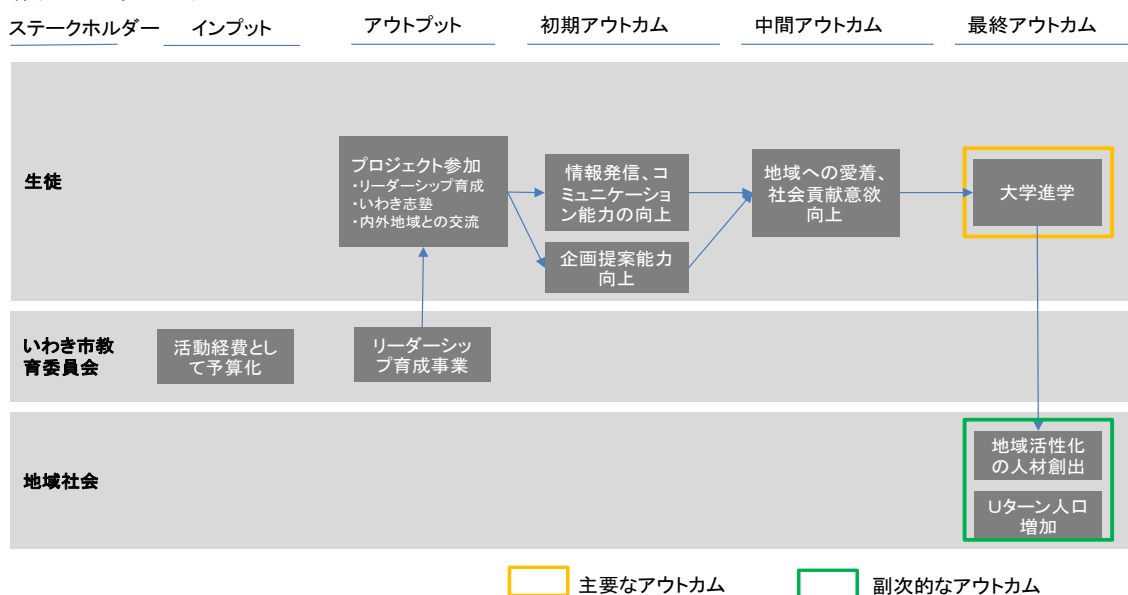 ステークホルダー
インプット
アウトプット
初期アウトカム
中間アウトカム
最終アウトカム
生徒
プロジェクト参加
・リーダーシップ育成
・いわき志塾
・内外地域との交流
情報発信、コ
ミュニケーショ
ン能力の向上
企画提案能力
向上
地域への愛着、
社会貢献意欲
向上
大学進学
いわき市教
育委員会
活動経費とし
て予算化
リーダーシッ
プ育成事業
地域社会
地域活性化
の人材創出
Uターン人口
増加
主要なアウトカム
副次的なアウトカム